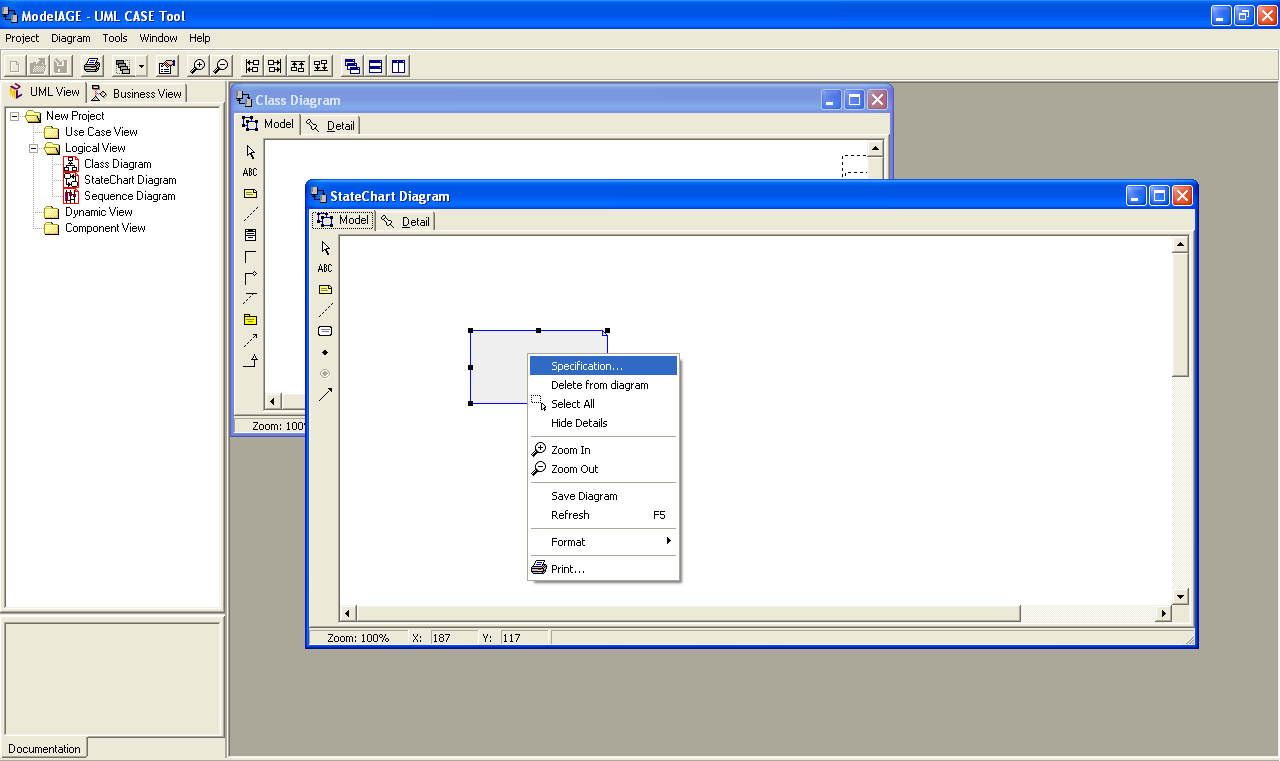 ModelAGE - UML CASE Tool
Project Diagram Tools Window Help
UML View Business View
New Project
Use Case View
Logical View
Class Diagram
StateChart Diagram
Sequence Diagram
Dynamic View
Component View
Documentation
Class Diagram
Model Detail
ABC
Zoom: 100%
StateChart Diagram
Model Detail
ABC
Specification...
Delete from diagram
Select All
Hide Details
Zoom In
Zoom Out
Save Diagram
Refresh F5
Format
Print...
Zoom: 100% X: 187 Y: 117